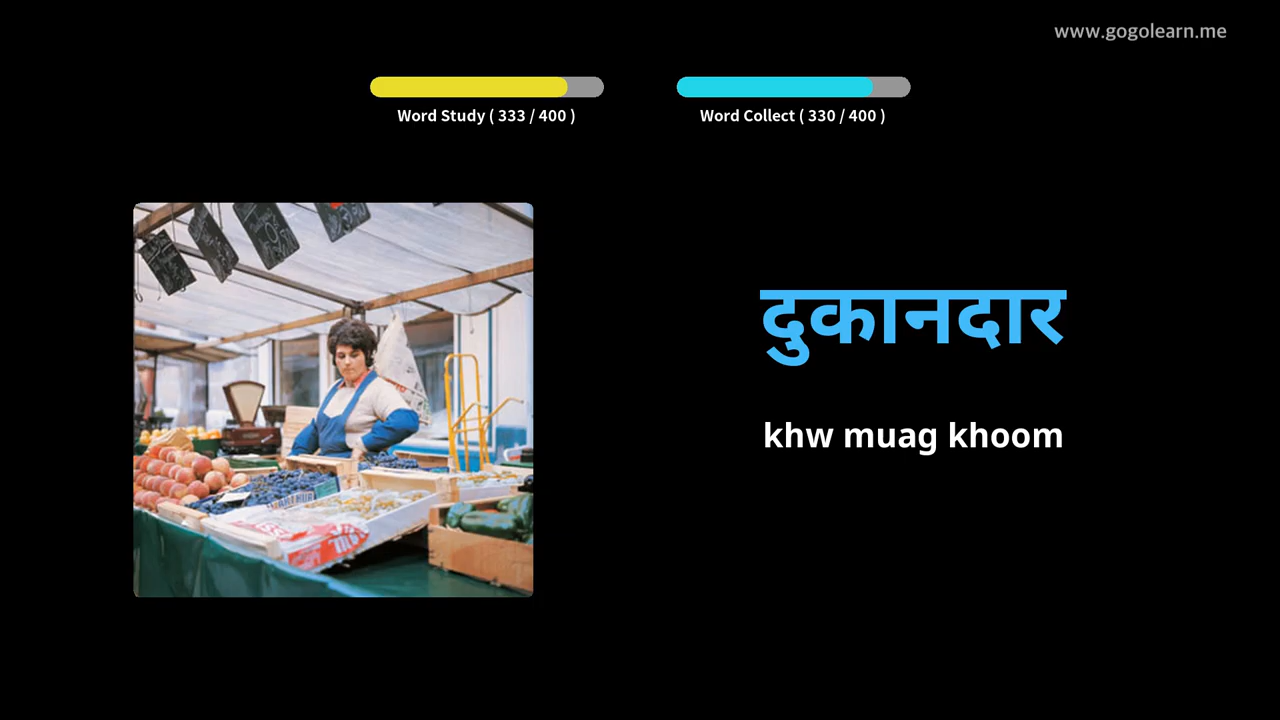 www.gogolearn.me
Word Study ( 333 / 400 )
Word Collect ( 330 / 400 )
दुकानदार
khw muag khoom